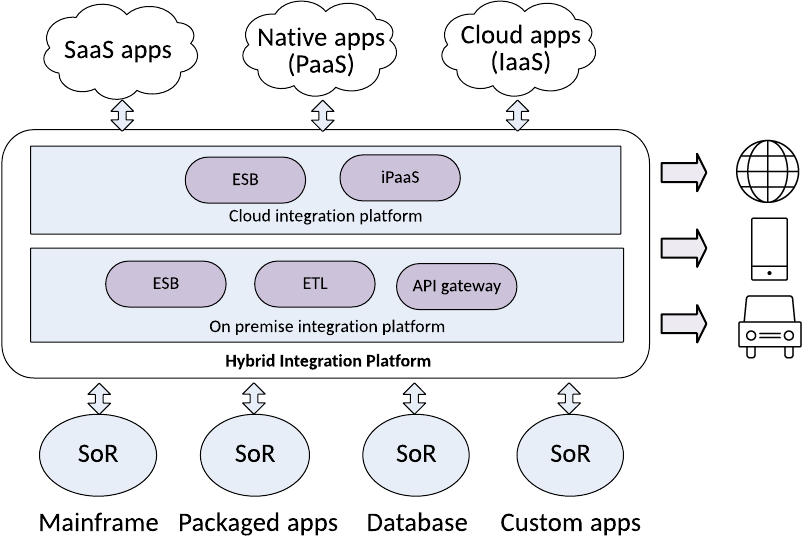 SaaS apps
Native apps
(PaaS)
Cloud apps
(IaaS)
ESB
iPaaS
Cloud integration platform
ESB
ETL
API gateway
On premise integration platform
Hybrid Integration Platform
SoR
SoR
SoR
SoR
Mainframe
Packaged apps
Database
Custom apps